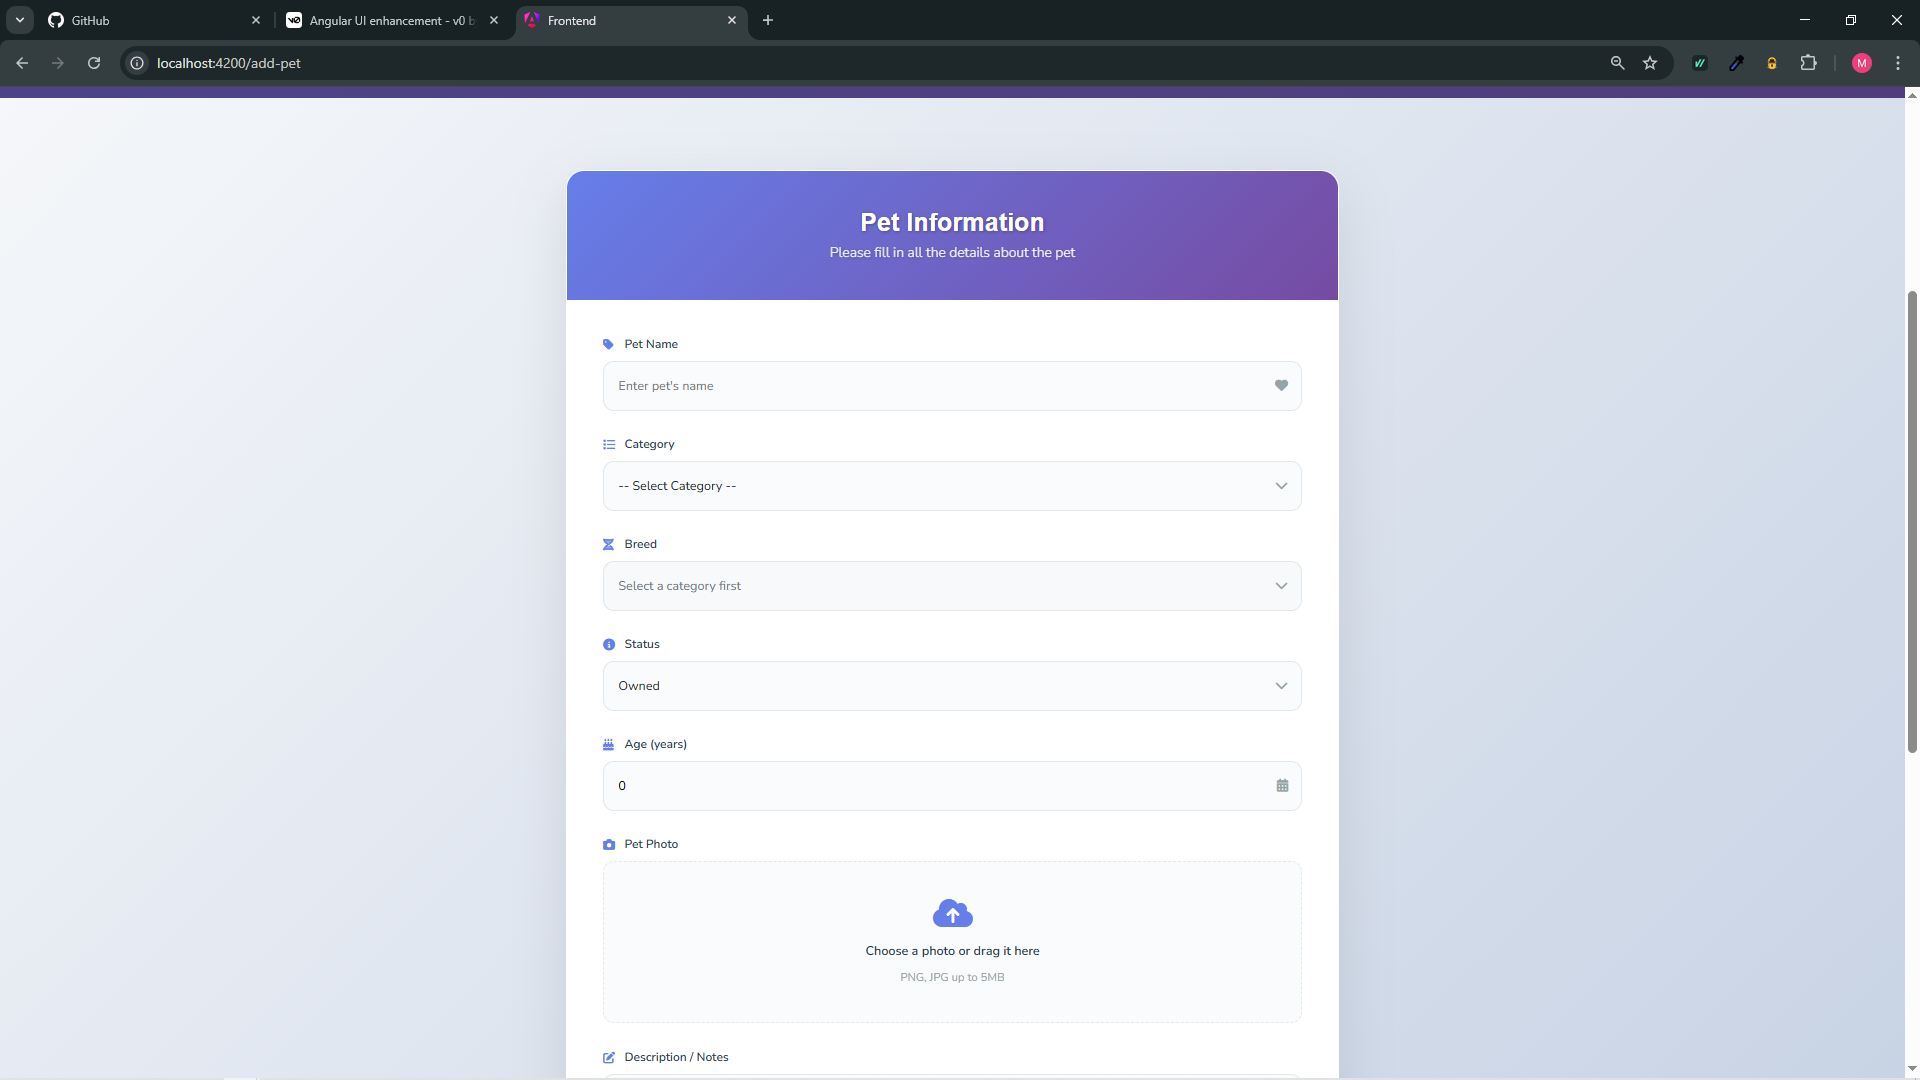 GitHub
Angular UI enhancement - v0 b
Frontend
localhost:4200/add-pet
M
Pet Information
Please fill in all the details about the pet
Pet Name
Enter pet's name
Category
-- Select Category --
Breed
Select a category first
Status
Owned
Age (years)
0
Pet Photo
Choose a photo or drag it here
PNG, JPG up to 5MB
Description / Notes